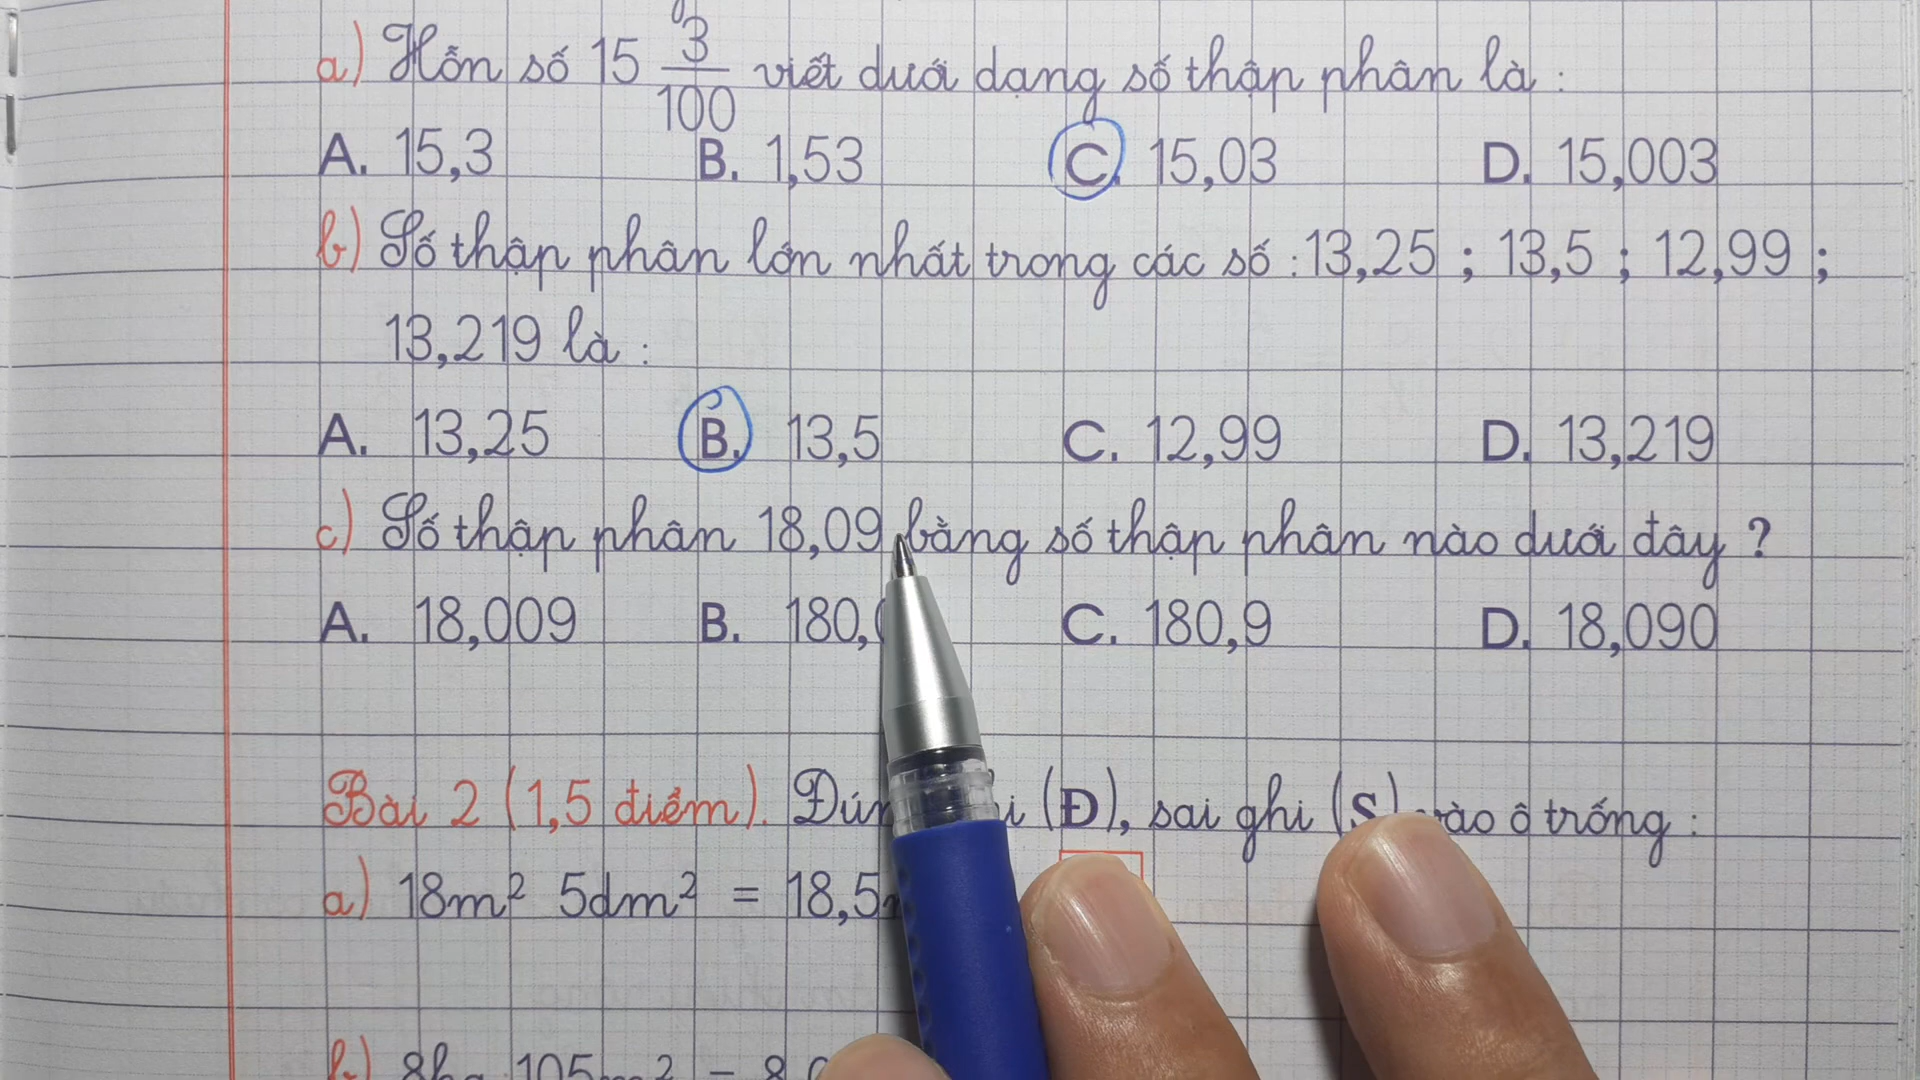 a) Hỗn số 15 3/100 viết dưới dạng số thập phân là :
A. 15,3 B. 1,53 C. 15,03 D. 15,003
b) Số thập phân lớn nhất trong các số : 13,25 ; 13,5 ; 12,99 ;
13,219 là :
A. 13,25 B. 13,5 C. 12,99 D. 13,219
c) Số thập phân 18,09 bằng số thập phân nào dưới đây ?
A. 18,009 B. 180, C. 180,9 D. 18,090
Bài 2 (1,5 điểm). (Đ), sai ghi (S) vào ô trống :
a) 18m² 5dm² = 18,5
b)